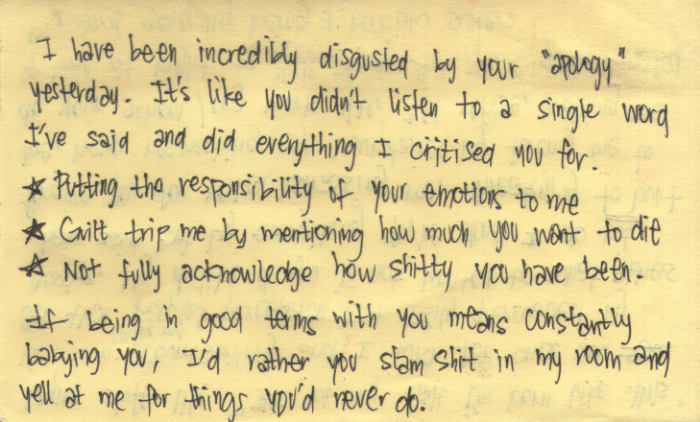 I have been incredibly disgusted by your "apology"
yesterday. It's like you didn't listen to a single word
I've said and did everything I critised you for.
★ Putting the responsibility of your emotions to me
★ Guilt trip me by mentioning how much you want to die
★ Not fully acknowledge how shitty you have been.
If being in good terms with you means constantly
babying you, I'd rather you slam shit in my room and
yell at me for things you'd never do.